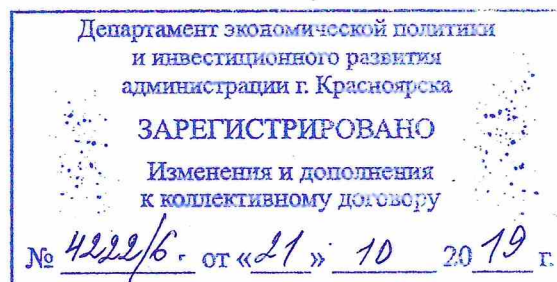 Департамент экономической политики
и инвестиционного развития
администрации г. Красноярска
ЗАРЕГИСТРИРОВАНО
Изменения и дополнения
к коллективному договору
№ 4222/6. от «21» 10 2019 г.